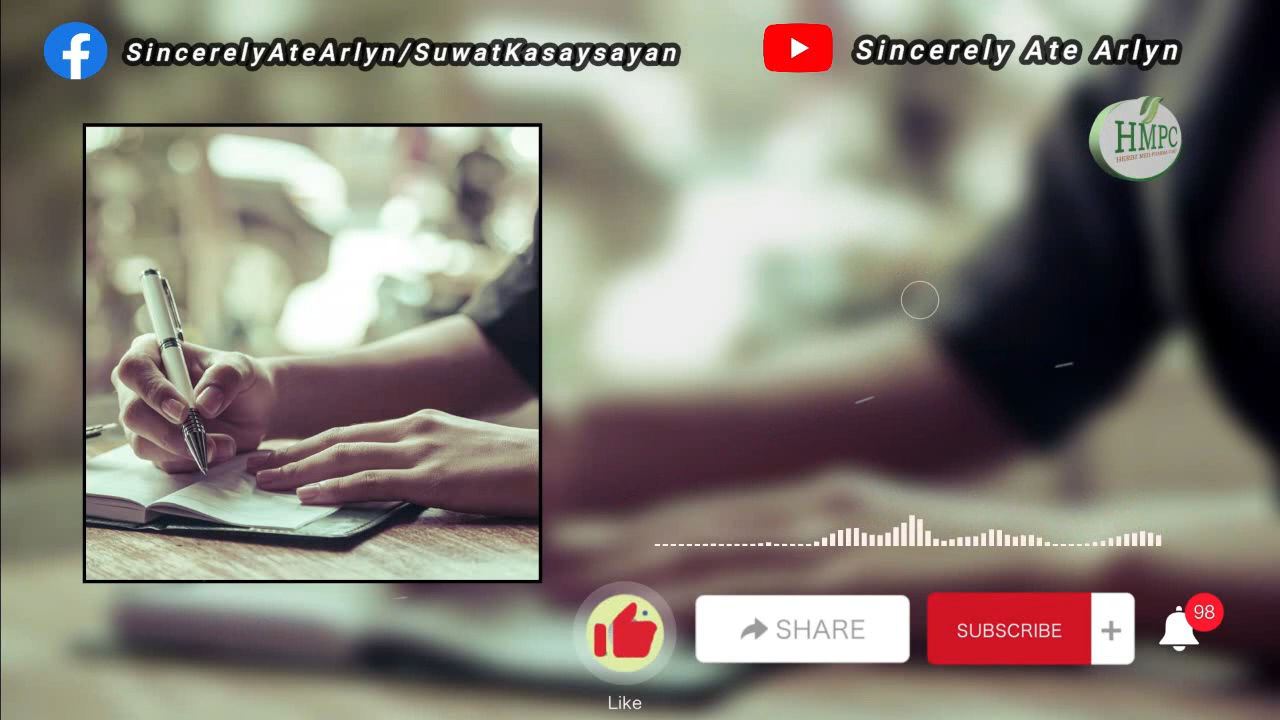 SincerelyAteArlyn/SuwatKasaysayan
Sincerely Ate Arlyn
HMPC
SHARE
SUBSCRIBE
98
Like